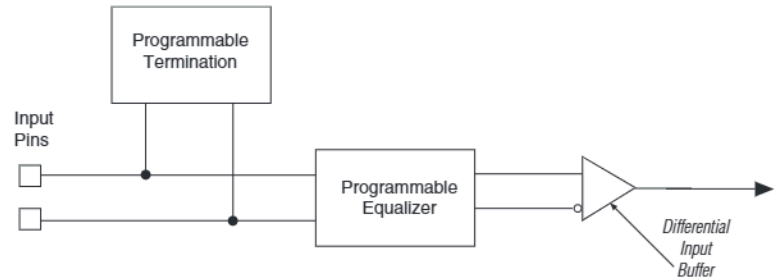 Programmable
Termination
Input
Pins
Programmable
Equalizer
Differential
Input
Buffer